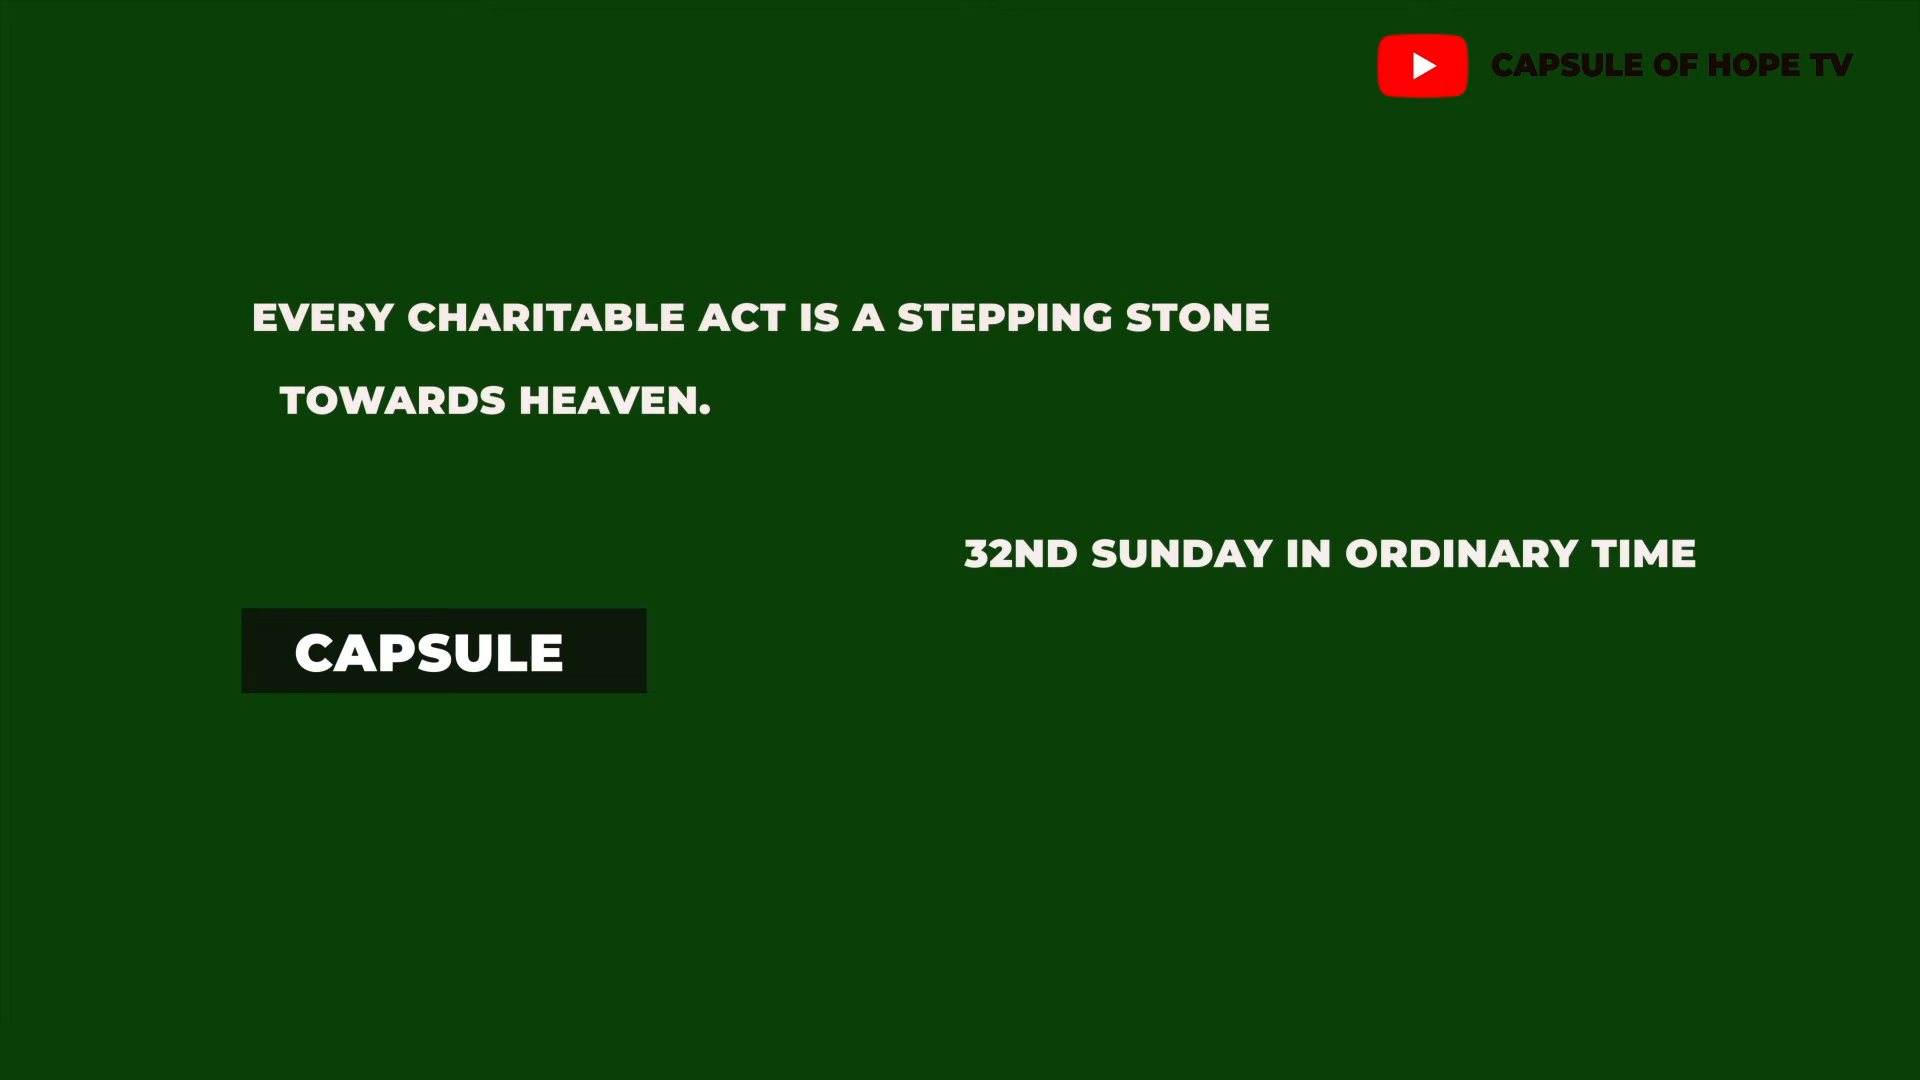 CAPSULE OF HOPE TV
EVERY CHARITABLE ACT IS A STEPPING STONE
TOWARDS HEAVEN.
32ND SUNDAY IN ORDINARY TIME
CAPSULE